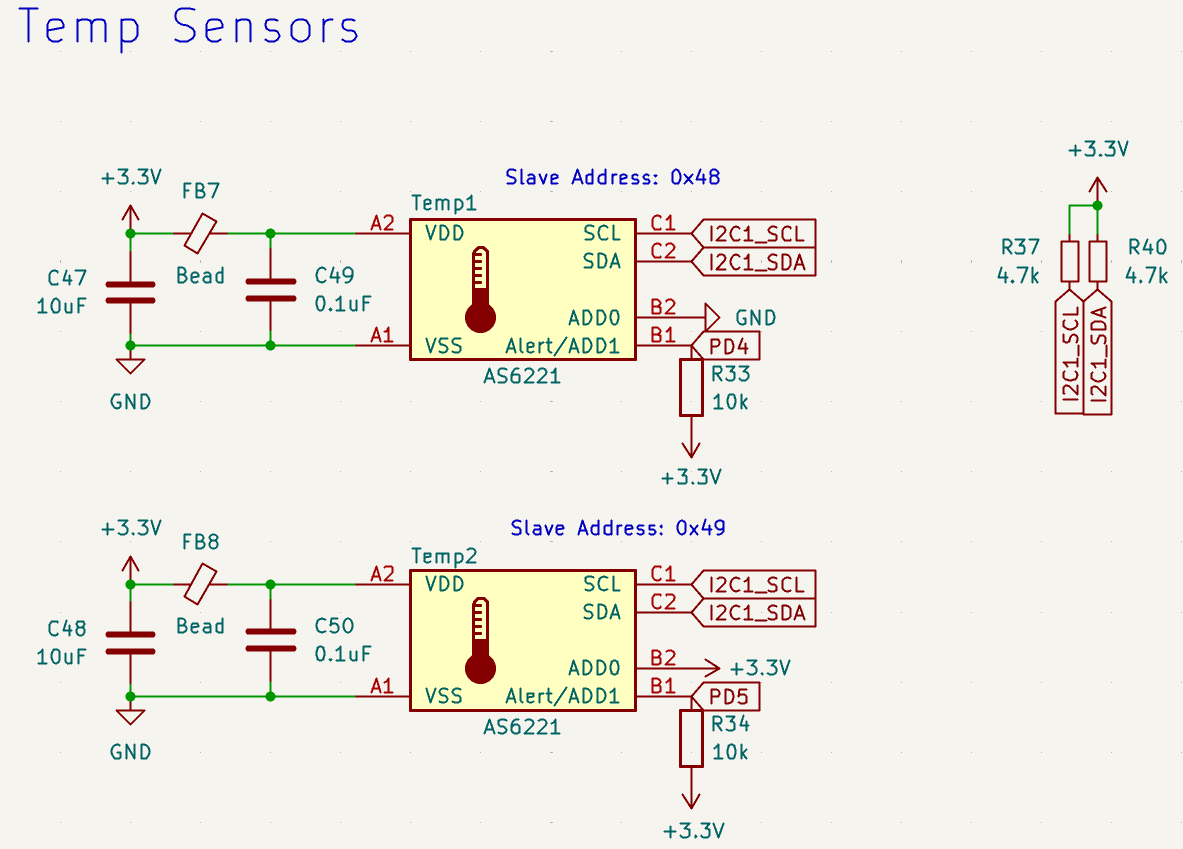 Temp Sensors
+3.3V
FB7
Bead
C47
10uF
C49
0.1uF
GND
Slave Address: 0x48
Temp1
A2
VDD
A1
VSS
SCL
C1
I2C1_SCL
SDA
C2
I2C1_SDA
ADD0
B2
GND
Alert/ADD1
B1
PD4
AS6221
R33
10k
+3.3V
+3.3V
R37
4.7k
R40
4.7k
I2C1_SCL
I2C1_SDA
+3.3V
FB8
Bead
C48
10uF
C50
0.1uF
GND
Slave Address: 0x49
Temp2
A2
VDD
A1
VSS
SCL
C1
I2C1_SCL
SDA
C2
I2C1_SDA
ADD0
B2
+3.3V
Alert/ADD1
B1
PD5
AS6221
R34
10k
+3.3V